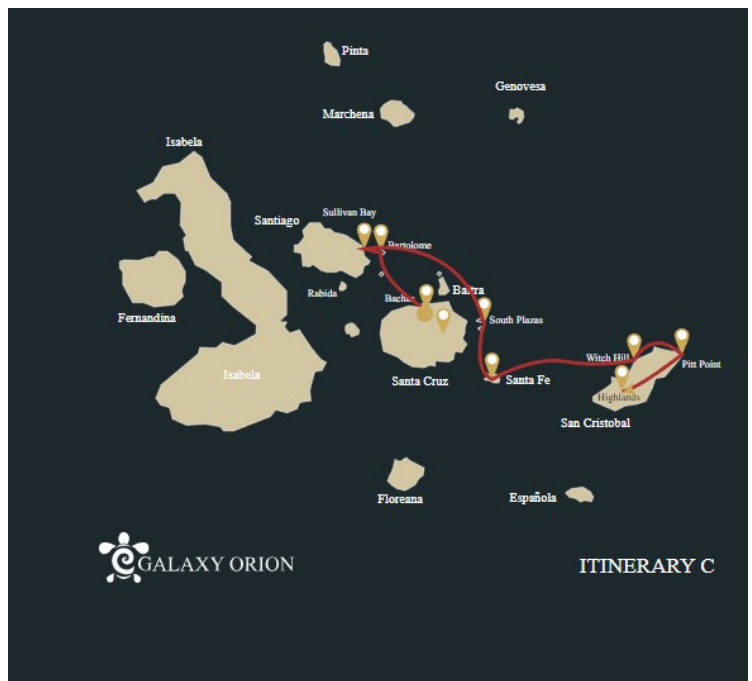 Pinta
Genovesa
Marchena
Isabela
Sullivan Bay
Santiago
Bartolome
Rabida
Bachas
Baltra
Fernandina
South Plazas
Witch Hill
Pitt Point
Isabela
Santa Cruz
Santa Fe
Highlands
San Cristobal
Floreana
Española
GALAXY ORION
ITINERARY C